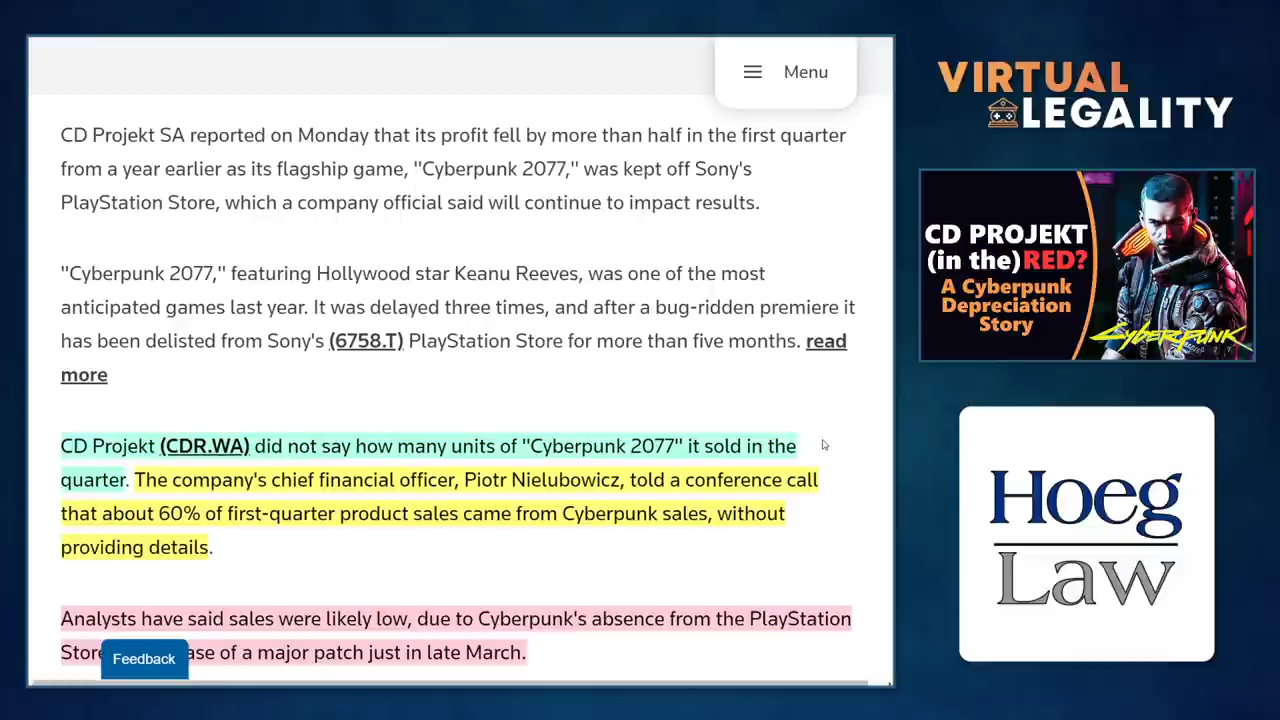 Menu
CD Projekt SA reported on Monday that its profit fell by more than half in the first quarter
from a year earlier as its flagship game, "Cyberpunk 2077," was kept off Sony's
PlayStation Store, which a company official said will continue to impact results.
"Cyberpunk 2077," featuring Hollywood star Keanu Reeves, was one of the most
anticipated games last year. It was delayed three times, and after a bug-ridden premiere it
has been delisted from Sony's (6758.T) PlayStation Store for more than five months. read
more
CD Projekt (CDR.WA) did not say how many units of "Cyberpunk 2077" it sold in the
quarter. The company's chief financial officer, Piotr Nielubowicz, told a conference call
that about 60% of first-quarter product sales came from Cyberpunk sales, without
providing details.
Analysts have said sales were likely low, due to Cyberpunk's absence from the PlayStation
of a major patch just in late March.
Feedback
VIRTUAL
LEGALITY
CD PROJEKT
(in the) RED?
A Cyberpunk
Depreciation
Story
CYBERPUNK
Hoeg
Law